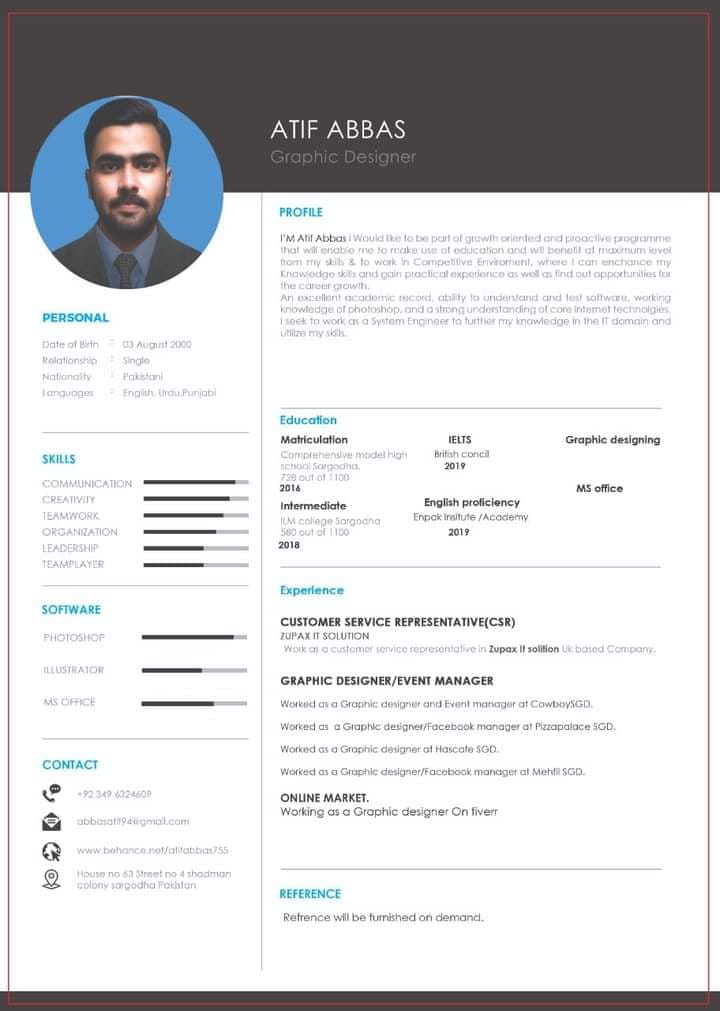 ATIF ABBAS
Graphic Designer
PERSONAL
Date of Birth : 03 August 2000
Relationship : Single
Nationality : Pakistani
Languages : English, Urdu,Punjabi
SKILLS
COMMUNICATION
CREATIVITY
TEAMWORK
ORGANIZATION
LEADERSHIP
TEAMPLAYER
SOFTWARE
PHOTOSHOP
ILLUSTRATOR
MS OFFICE
CONTACT
+92 349 6324609
abbasatif94@gmail.com
www.behance.net/atifabbas755
House no 63 Street no 4 shadman
colony sargodha Pakistan
PROFILE
I'M Atif Abbas i Would like to be part of growth oriented and proactive programme
that will enable me to make use of education and will benefit at maximum level
from my skills & to work in Competitive Enviroment, where I can enchance my
Knowledge skills and gain practical experience as well as find out opportunities for
the career growth.
An excellent academic record, ability to understand and test software, working
knowledge of photoshop, and a strong understanding of core internet technolgies.
I seek to work as a System Engineer to further my knowledge in the IT domain and
utilize my skills.
Education
Matriculation
Comprehensive model high
school Sargodha.
728 out of 1100
2016
Intermediate
ILM college Sargodha
580 out of 1100
2018
IELTS
British concil
2019
English proficiency
Enpak Insitute /Academy
2019
Graphic designing
MS office
Experience
CUSTOMER SERVICE REPRESENTATIVE(CSR)
ZUPAX IT SOLUTION
Work as a customer service representative in Zupax it solition Uk based Company.
GRAPHIC DESIGNER/EVENT MANAGER
Worked as a Graphic designer and Event manager at CowboySGD.
Worked as a Graphic designer/Facebook manager at Pizzapalace SGD.
Worked as a Graphic designer at Hascafe SGD.
Worked as a Graphic designer/Facebook manager at Mehfil SGD.
ONLINE MARKET.
Working as a Graphic designer On fiverr
REFERENCE
Refrence will be furnished on demand.